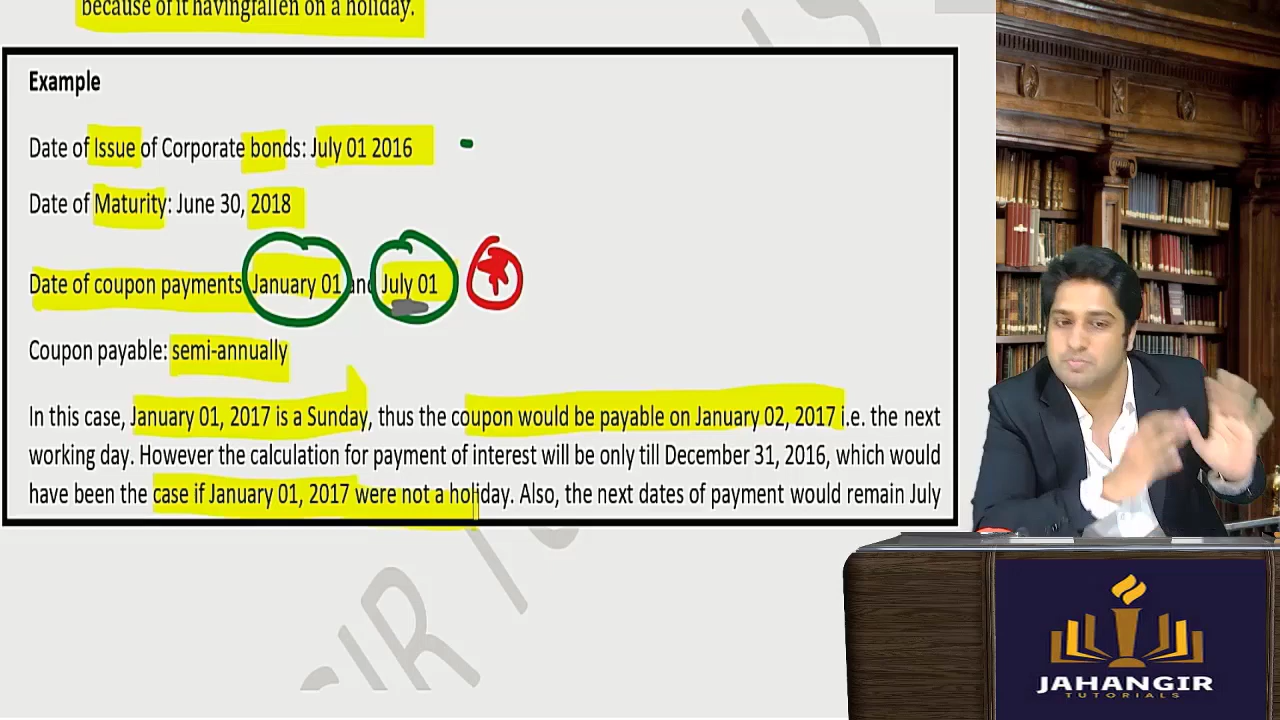 because of it havingfallen on a holiday.
Example
Date of Issue of Corporate bonds: July 01 2016
Date of Maturity: June 30, 2018
Date of coupon payments January 01 and July 01
Coupon payable: semi-annually
In this case, January 01, 2017 is a Sunday, thus the coupon would be payable on January 02, 2017 i.e. the next
working day. However the calculation for payment of interest will be only till December 31, 2016, which would
have been the case if January 01, 2017 were not a holiday. Also, the next dates of payment would remain July
JAHANGIR
TUTORIALS